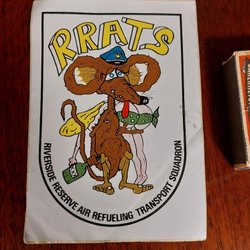 RRATS
RIVERSIDE RESERVE AIR REFUELING TRANSPORT SQUADRON